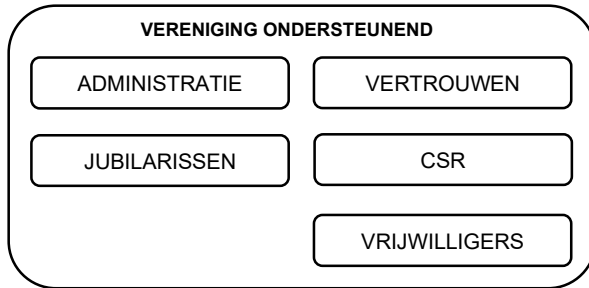 VERENIGING ONDERSTEUNEND
ADMINISTRATIE
VERTROUWEN
JUBILARISSEN
CSR
VRIJWILLIGERS